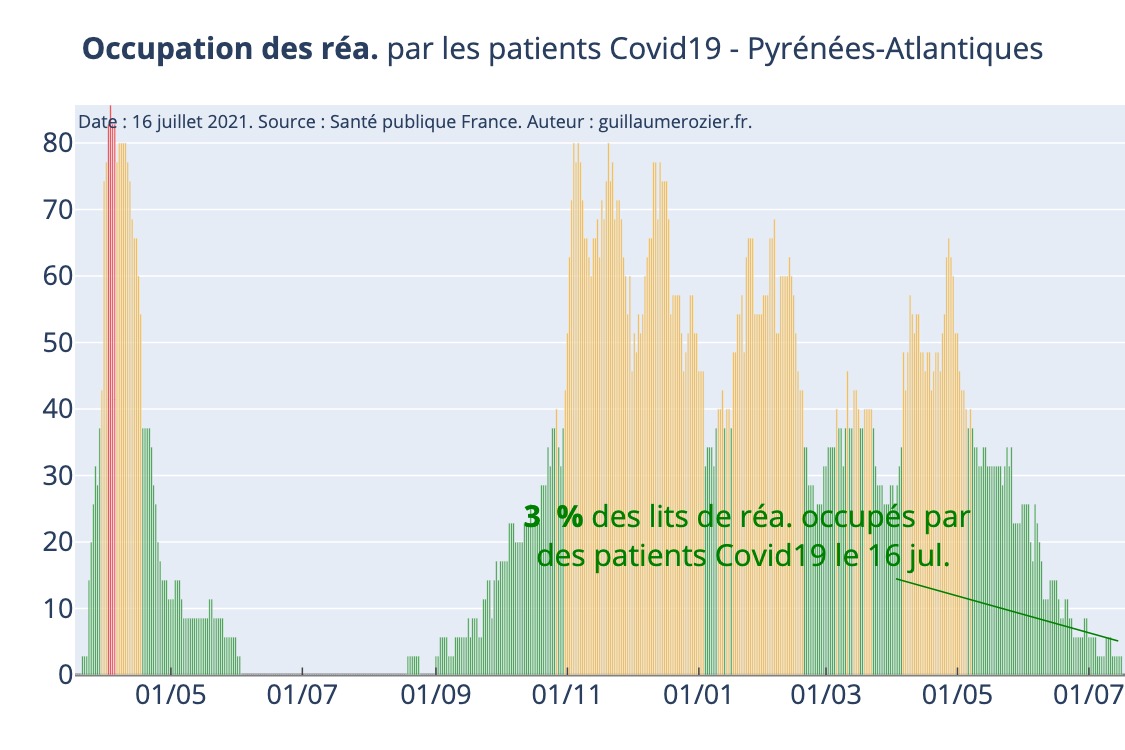 Occupation des réa. par les patients Covid19 - Pyrénées-Atlantiques
Date : 16 juillet 2021. Source : Santé publique France. Auteur : guillaumerozier.fr.
80
70
60
50
40
30
3 % des lits de réa. occupés par
20
des patients Covid19 le 16 jul.
10
0
01/05 01/07 01/09 01/11 01/01 01/03 01/05 01/07